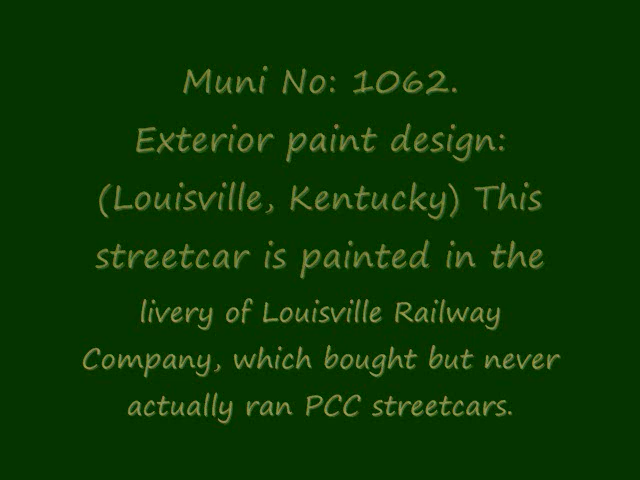 Muni No: 1062.
Exterior paint design:
(Louisville, Kentucky) This
streetcar is painted in the
livery of Louisville Railway
Company, which bought but never
actually ran PCC streetcars.